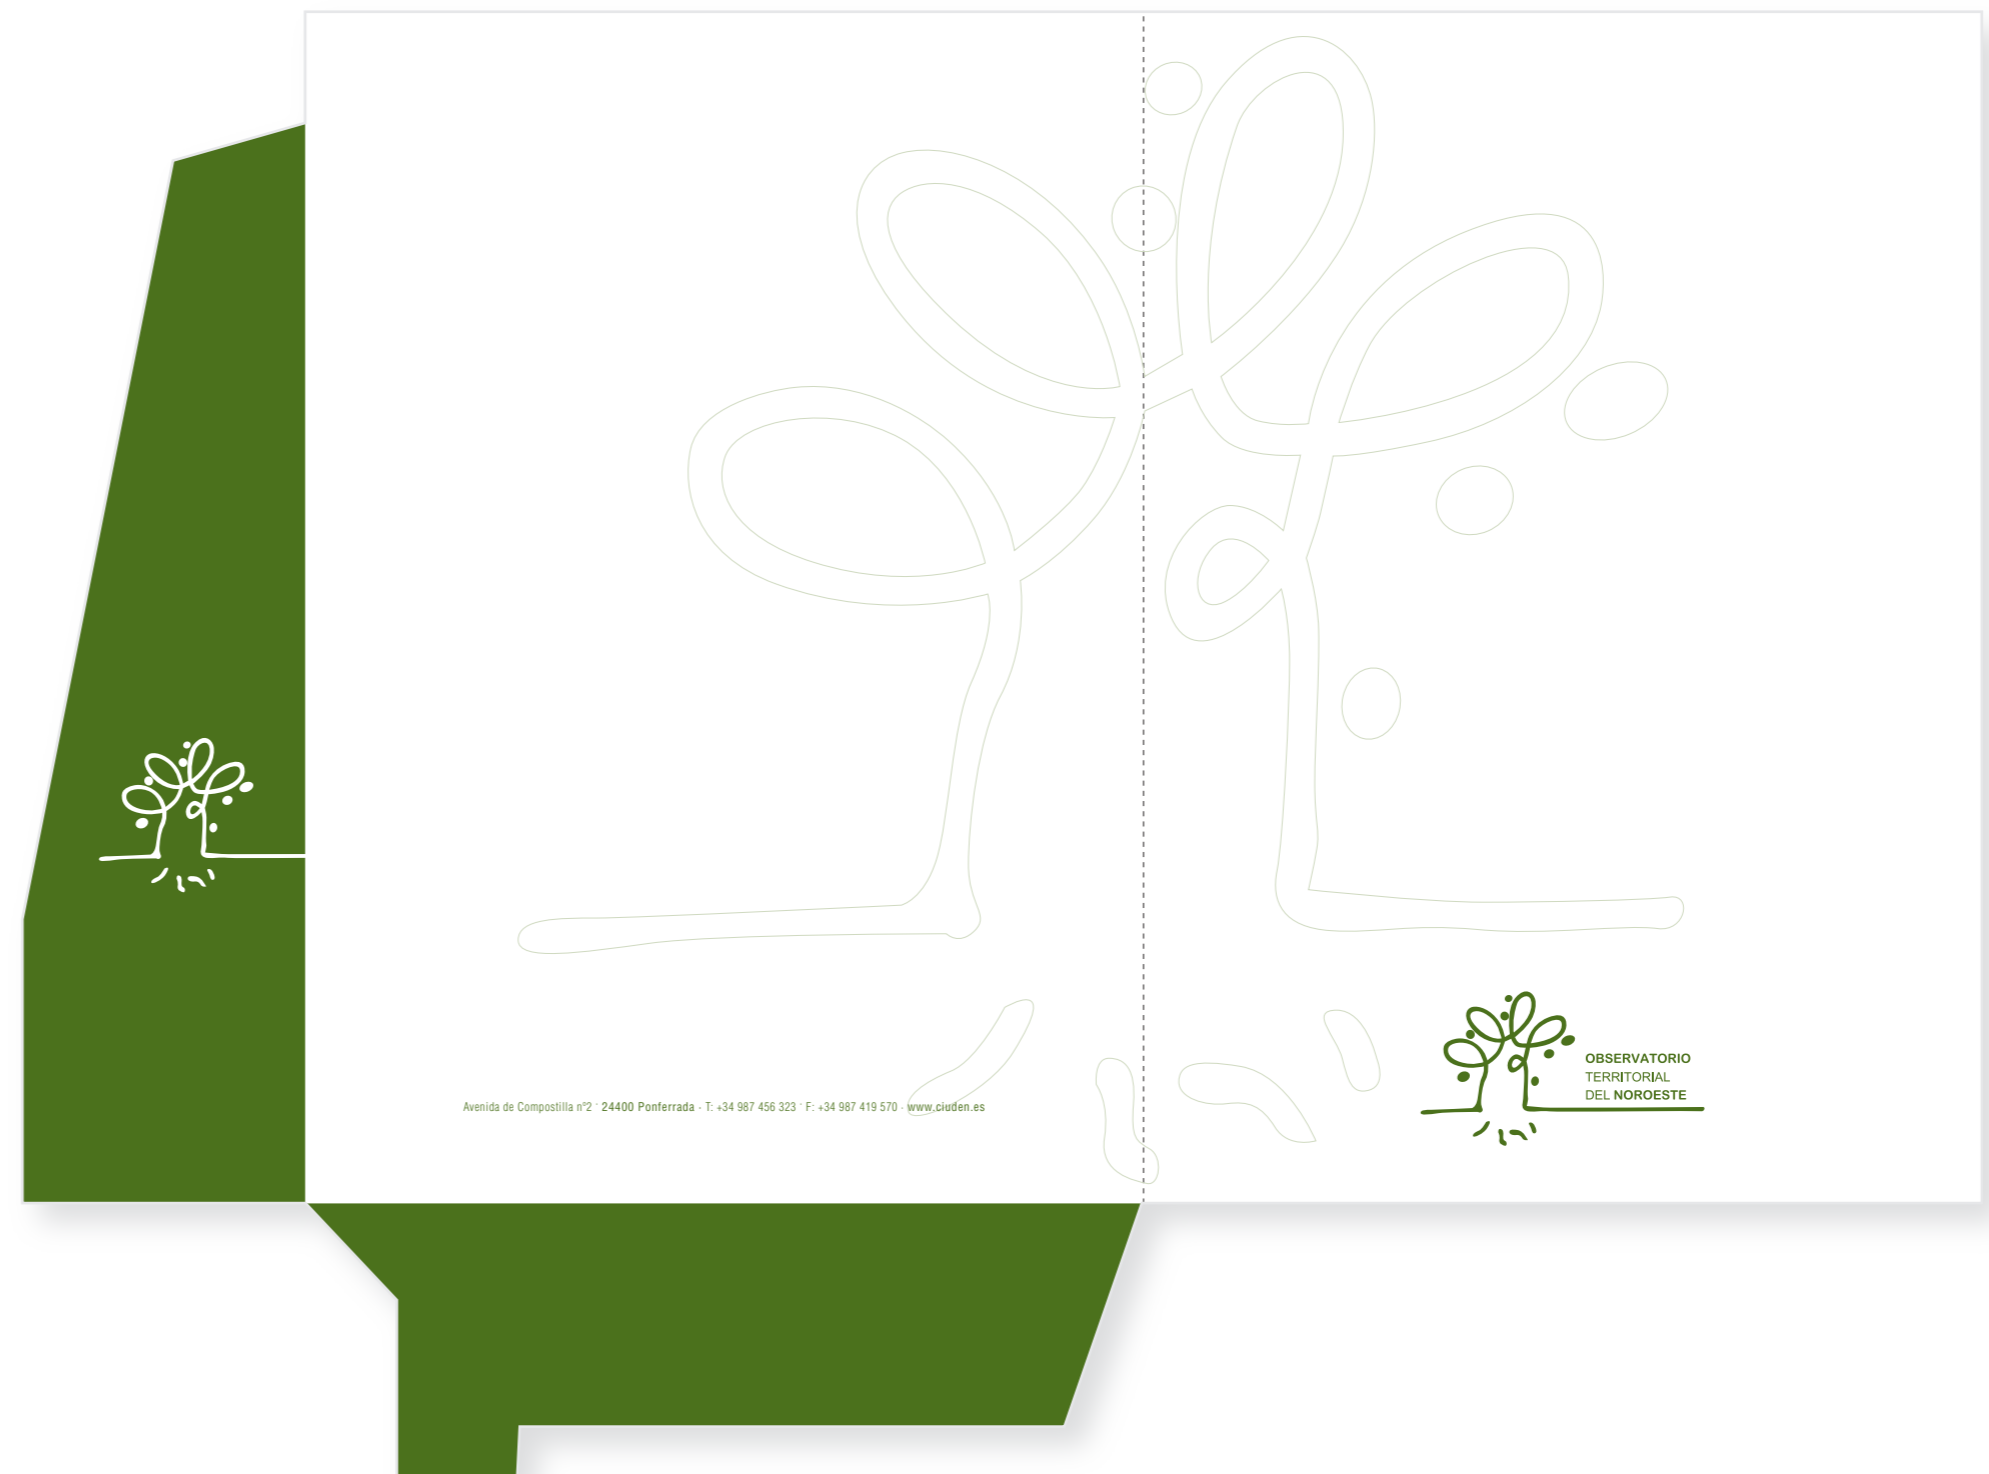 Avenida de Compostilla nº2 · 24400 Ponferrada · T: +34 987 456 323 · F: +34 987 419 570 · www.ciuden.es
OBSERVATORIO
TERRITORIAL
DEL NOROESTE